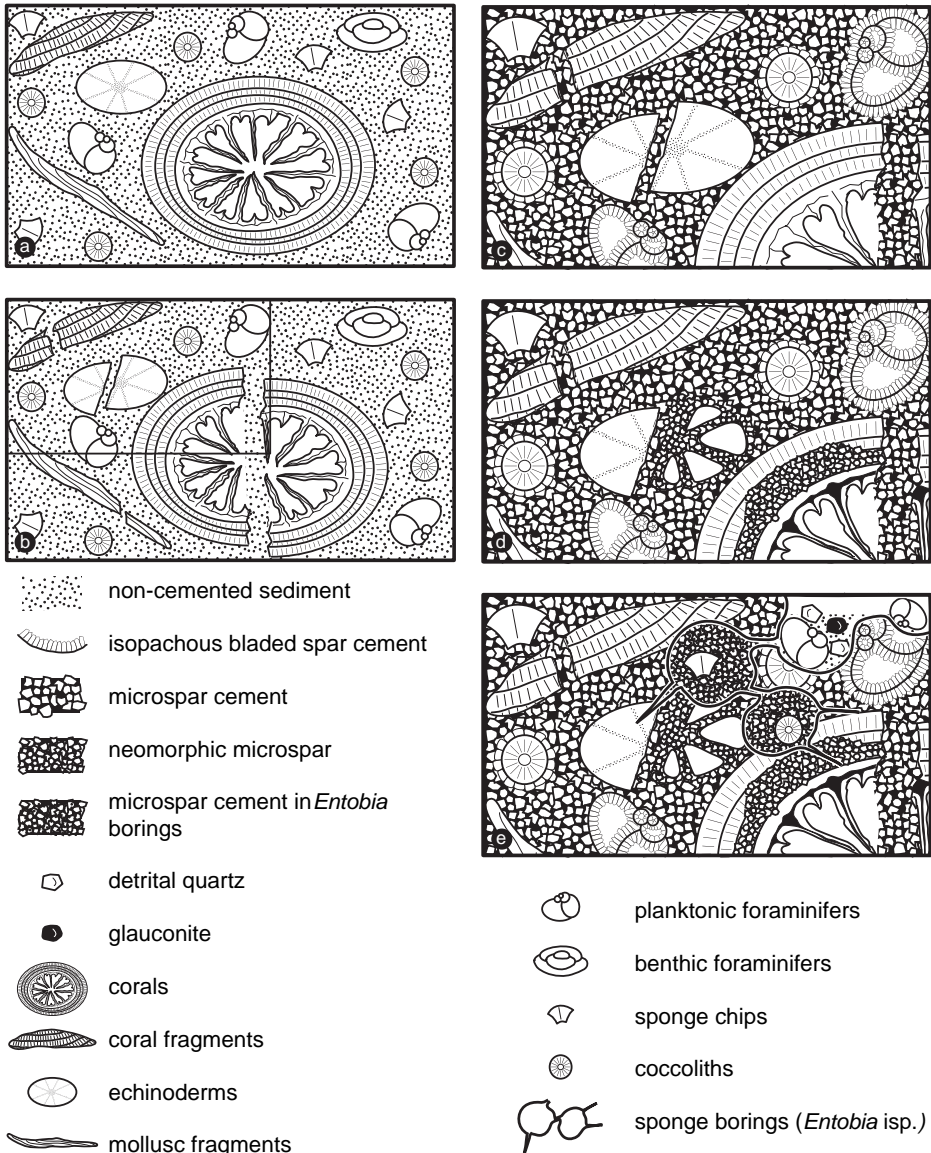 a
c
b
d
e
non-cemented sediment
isopachous bladed spar cement
microspar cement
neomorphic microspar
microspar cement in Entobia
borings
detrital quartz
glauconite
corals
coral fragments
echinoderms
mollusc fragments
planktonic foraminifers
benthic foraminifers
sponge chips
coccoliths
sponge borings (Entobia isp.)